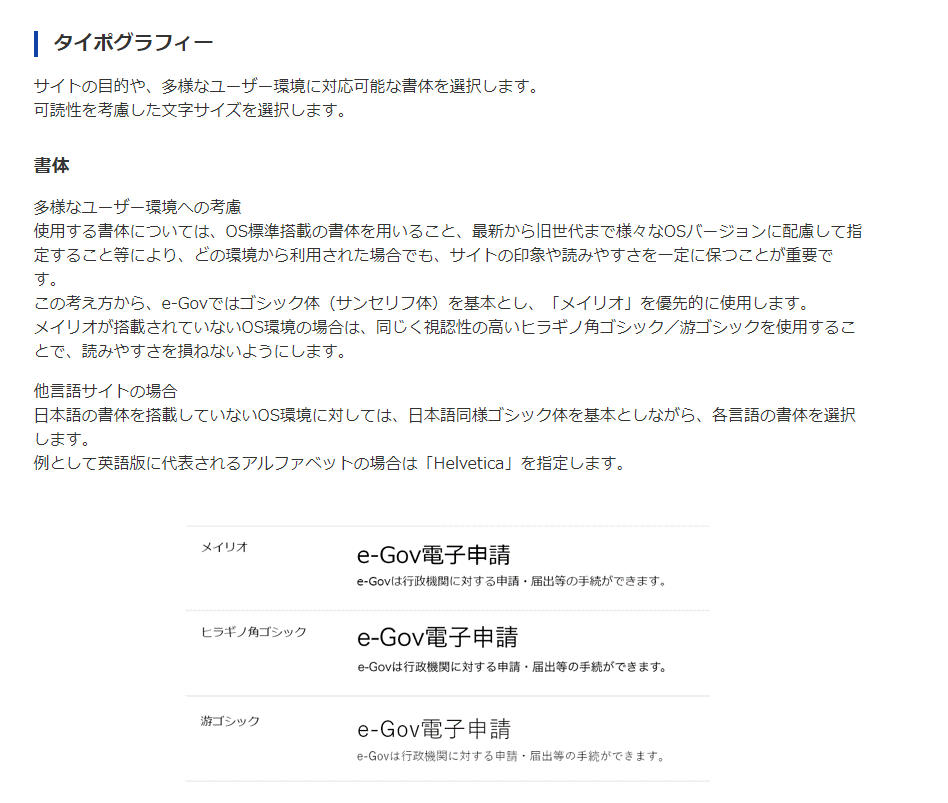 タイポグラフィー
サイトの目的や、多様なユーザー環境に対応可能な書体を選択します。
可読性を考慮した文字サイズを選択します。
書体
多様なユーザー環境への考慮
使用する書体については、OS標準搭載の書体を用いること、最新から旧世代まで様々なOSバージョンに配慮して指
定すること等により、どの環境から利用された場合でも、サイトの印象や読みやすさを一定に保つことが重要で
す。
この考え方から、e-Govではゴシック体（サンセリフ体）を基本とし、「メイリオ」を優先的に使用します。
メイリオが搭載されていないOS環境の場合は、同じく視認性の高いヒラギノ角ゴシック／游ゴシックを使用するこ
とで、読みやすさを損ねないようにします。
他言語サイトの場合
日本語の書体を搭載していないOS環境に対しては、日本語同様ゴシック体を基本としながら、各言語の書体を選択
します。
例として英語版に代表されるアルファベットの場合は「Helvetica」を指定します。
メイリオ
e-Gov電子申請
e-Govは行政機関に対する申請・届出等の手続ができます。
ヒラギノ角ゴシック
e-Gov電子申請
e-Govは行政機関に対する申請・届出等の手続ができます。
游ゴシック
e-Gov電子申請
e-Govは行政機関に対する申請・届出等の手続ができます。